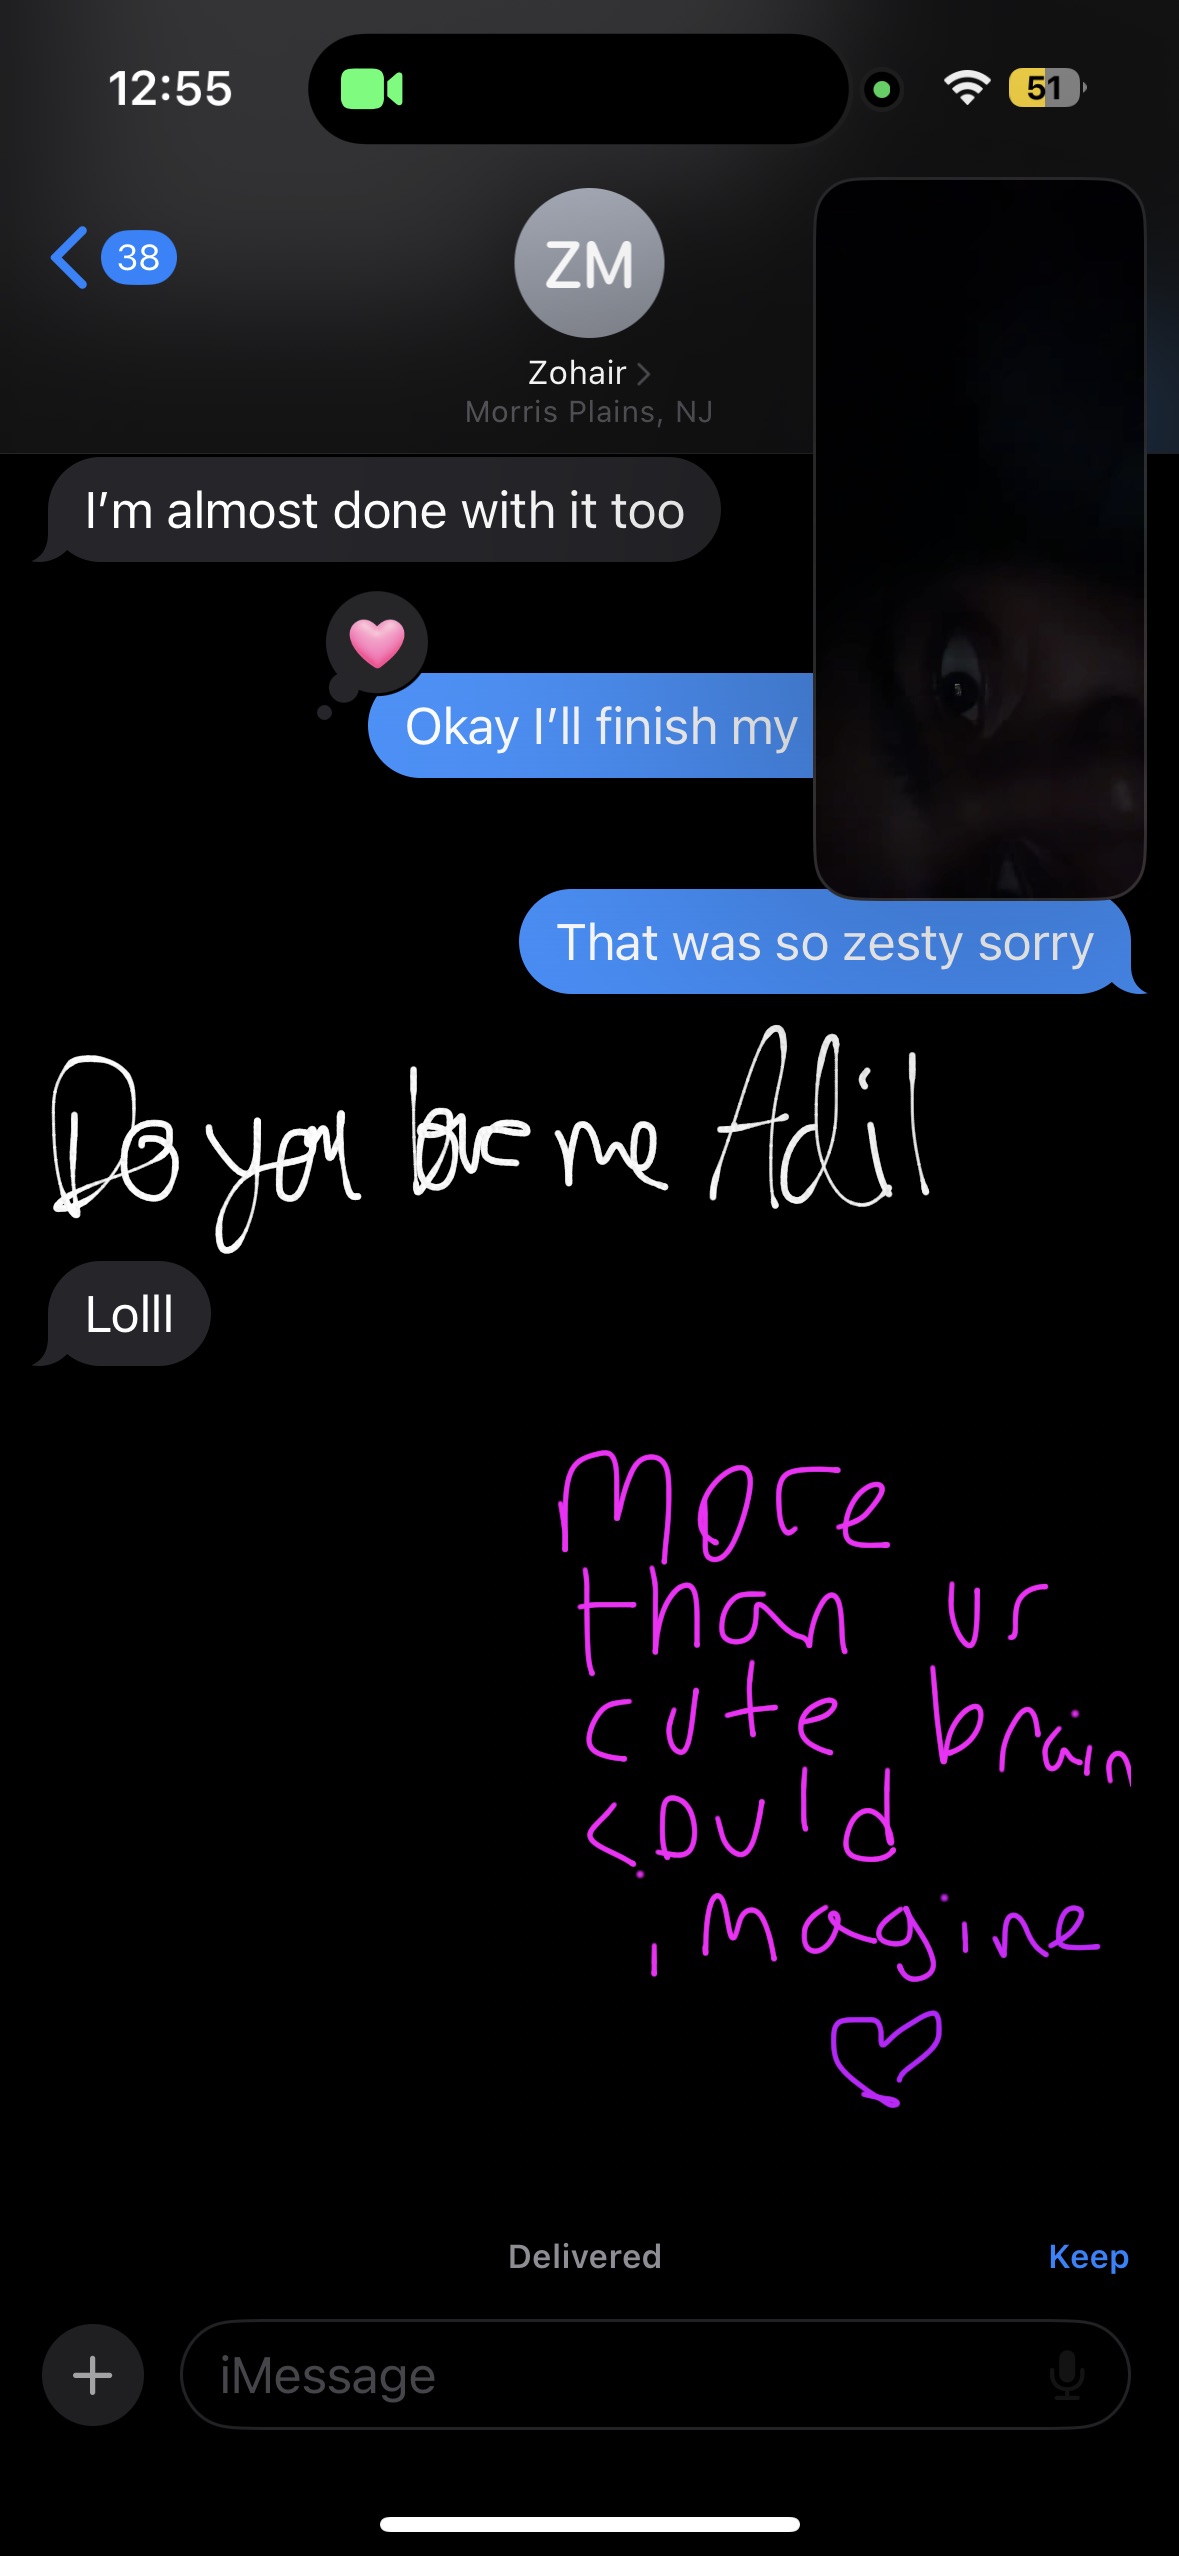 12:55
51
38
ZM
Zohair
Morris Plains, NJ
I’m almost done with it too
Okay I’ll finish my
That was so zesty sorry
Do you love me Adil
Lolll
More
than ur
cute brain
could
imagine
Delivered
Keep
iMessage